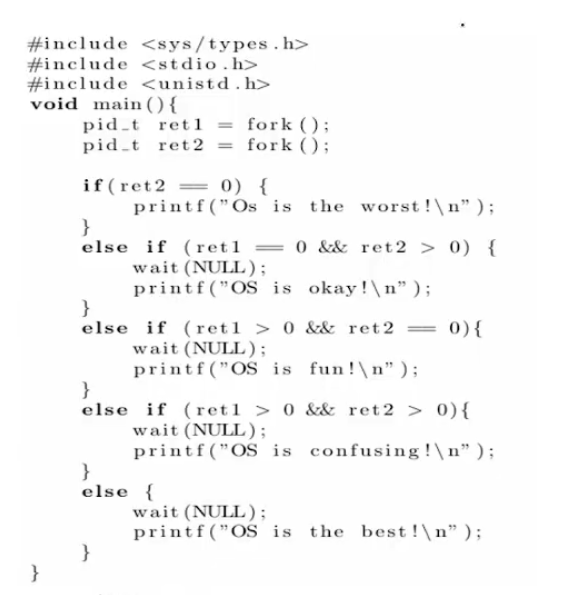 #include <sys/types.h>
#include <stdio.h>
#include <unistd.h>
void main(){
pid_t ret1 = fork();
pid_t ret2 = fork();
if(ret2 == 0) {
printf("Os is the worst!\n");
}
else if (ret1 == 0 && ret2 > 0) {
wait(NULL);
printf("OS is okay!\n");
}
else if (ret1 > 0 && ret2 == 0){
wait(NULL);
printf("OS is fun!\n");
}
else if (ret1 > 0 && ret2 > 0){
wait(NULL);
printf("OS is confusing!\n");
}
else {
wait(NULL);
printf("OS is the best!\n");
}
}